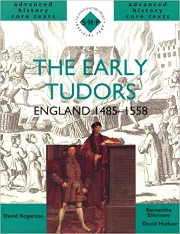 advanced
history
core texts
SHP
advanced
history
core texts
THE EARLY
TUDORS
ENGLAND 1485–1558
David Rogerson
Samantha
Ellsmore
David Hudson